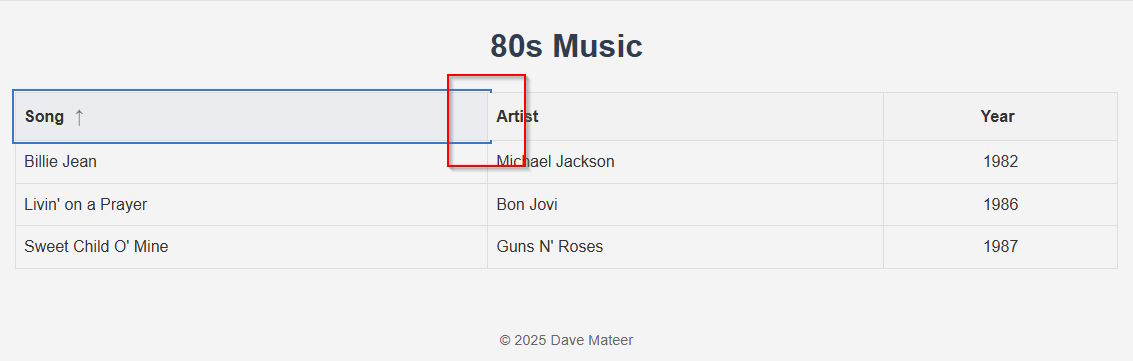 80s Music
Song ↑ Artist Year
Billie Jean Michael Jackson 1982
Livin' on a Prayer Bon Jovi 1986
Sweet Child O' Mine Guns N' Roses 1987
© 2025 Dave Mateer